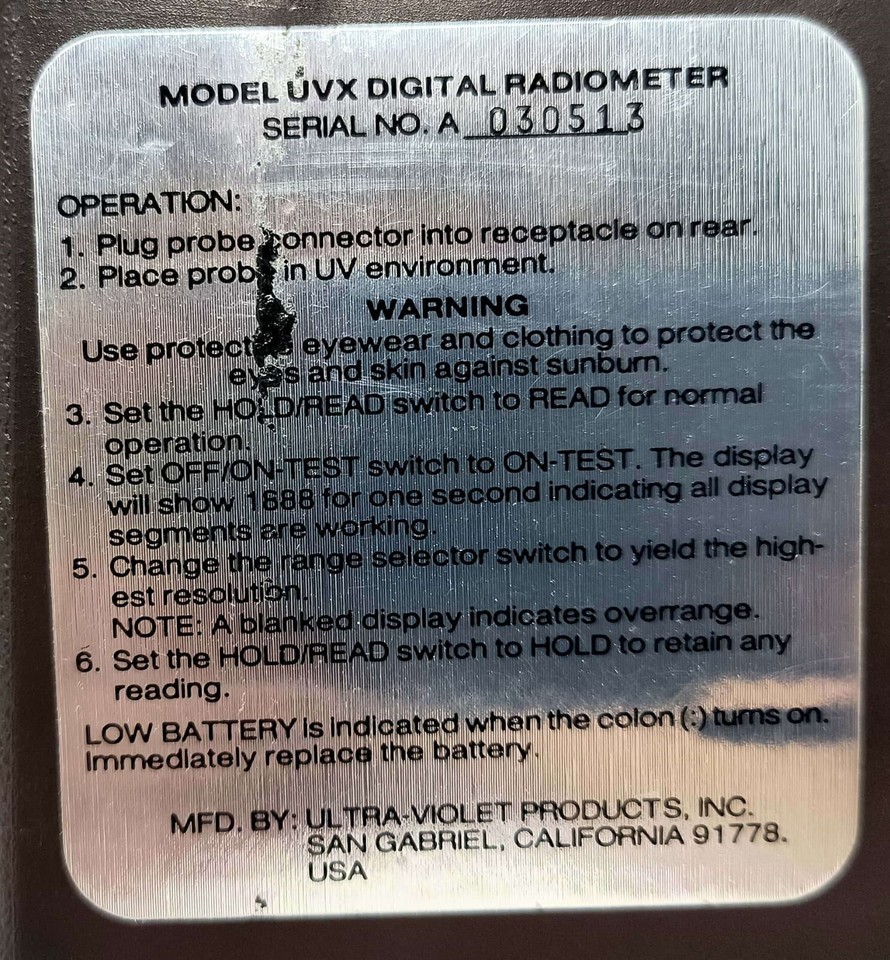 MODEL UVX DIGITAL RADIOMETER
SERIAL NO. A 030513
OPERATION:
1. Plug probe connector into receptacle on rear.
2. Place probe in UV environment.
WARNING
Use eyewear and clothing to protect the
eyes and skin against sunburn.
3. Set the HOLD/READ switch to READ for normal
operation.
4. Set OFF/ON-TEST switch to ON-TEST. The display
will show 1888 for one second indicating all display
segments are working.
5. Change the range selector switch to yield the high-
est resolution.
NOTE: A blanked display indicates overrange.
6. Set the HOLD/READ switch to HOLD to retain any
reading.
LOW BATTERY is indicated when the colon (:) turns on.
Immediately replace the battery.
MFD. BY: ULTRA-VIOLET PRODUCTS, INC.
SAN GABRIEL, CALIFORNIA 91778.
USA